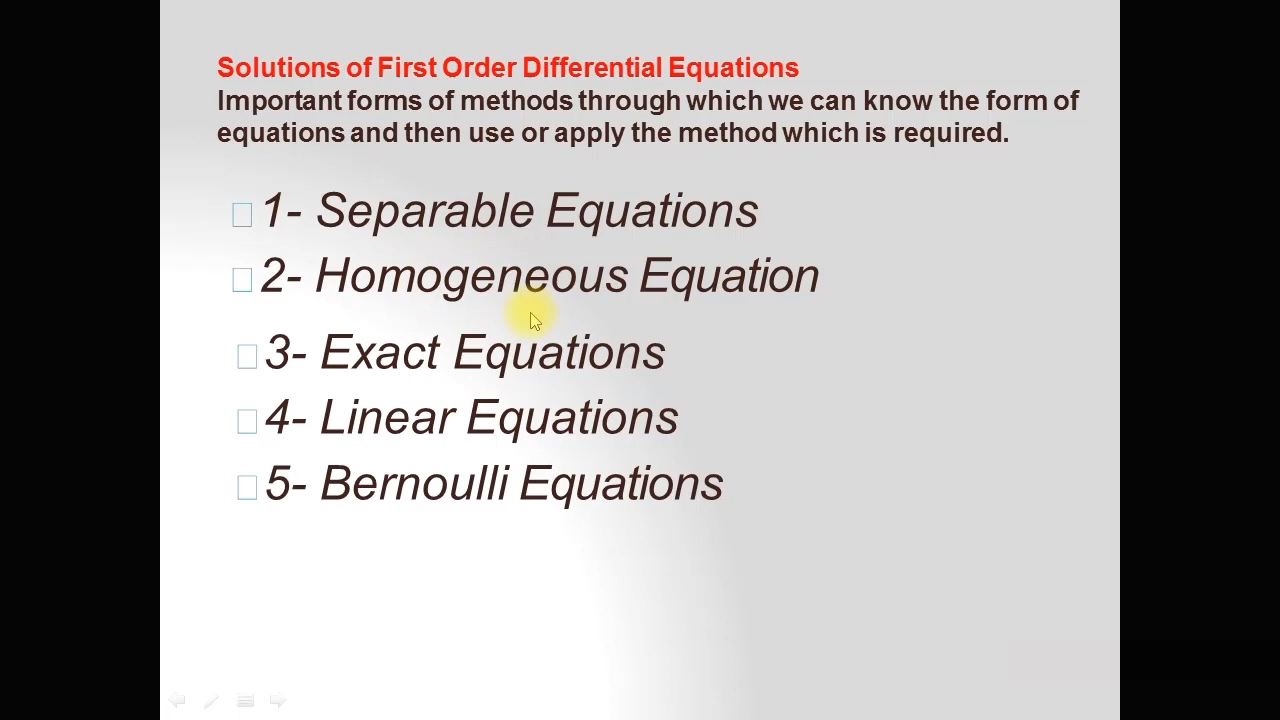 Solutions of First Order Differential Equations
Important forms of methods through which we can know the form of
equations and then use or apply the method which is required.
1- Separable Equations
2- Homogeneous Equation
3- Exact Equations
4- Linear Equations
5- Bernoulli Equations